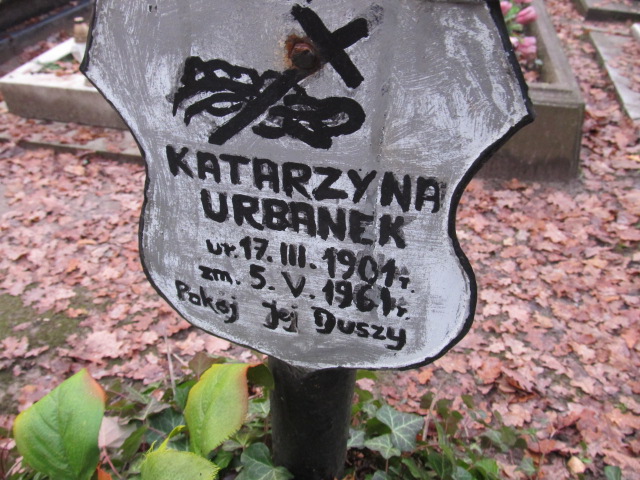 KATARZYNA
URBANEK
ur. 17. III. 1901 r.
zm. 5. V. 1961 r.
Pokój Jej Duszy